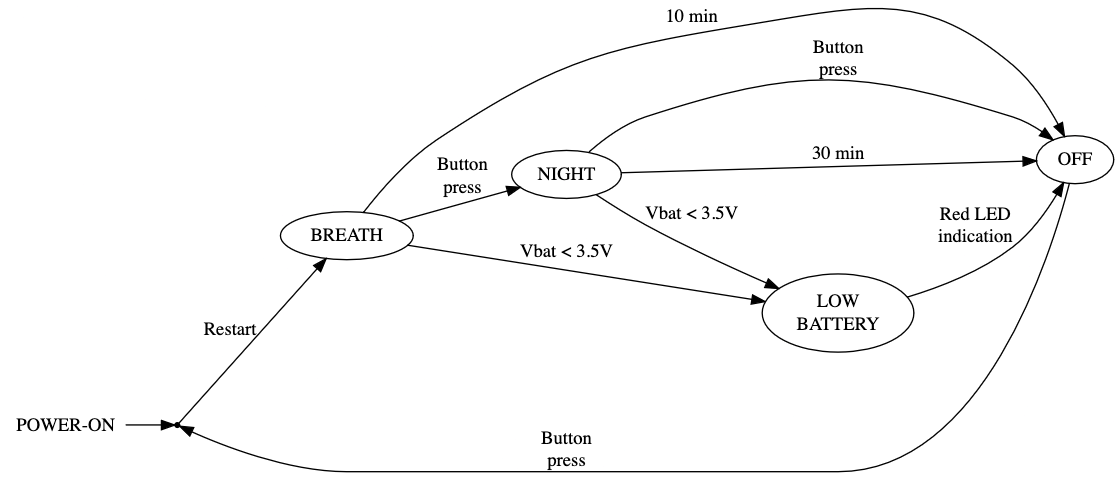 10 min
Button
press
30 min
OFF
Button
press
NIGHT
Vbat < 3.5V
Red LED
indication
BREATH
Vbat < 3.5V
LOW
BATTERY
Restart
POWER-ON
Button
press